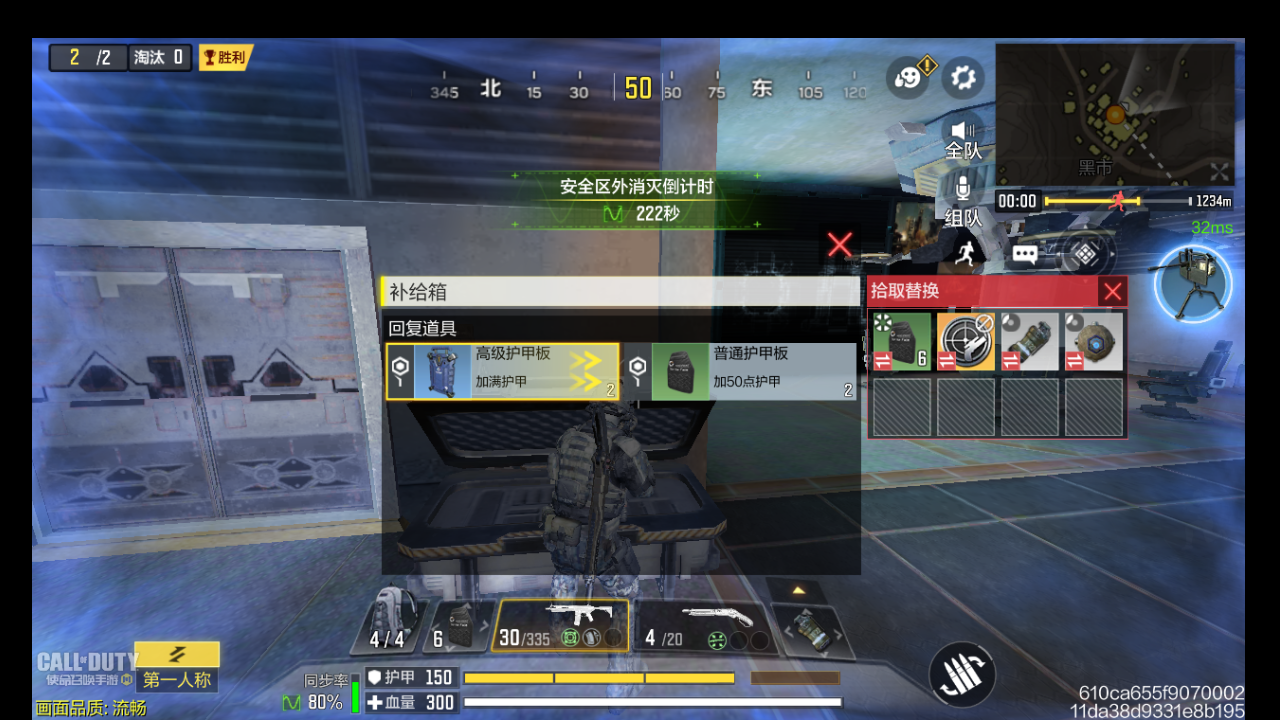 2 /2 淘汰 0 胜利
345 北 15 30 50 60 75 东 105 120
全队
组队
黑市
00:00 1234m
32ms
安全区外消灭倒计时
222秒
补给箱
回复道具
高级护甲板
加满护甲
2
普通护甲板
加50点护甲
2
拾取替换
6
4/4
6
30/335
4 /20
CALL OF DUTY
使命召唤手游
第一人称
画面品质: 流畅
同步率
80%
护甲 150
血量 300
610ca655f9070002
11da38d9331e8b195